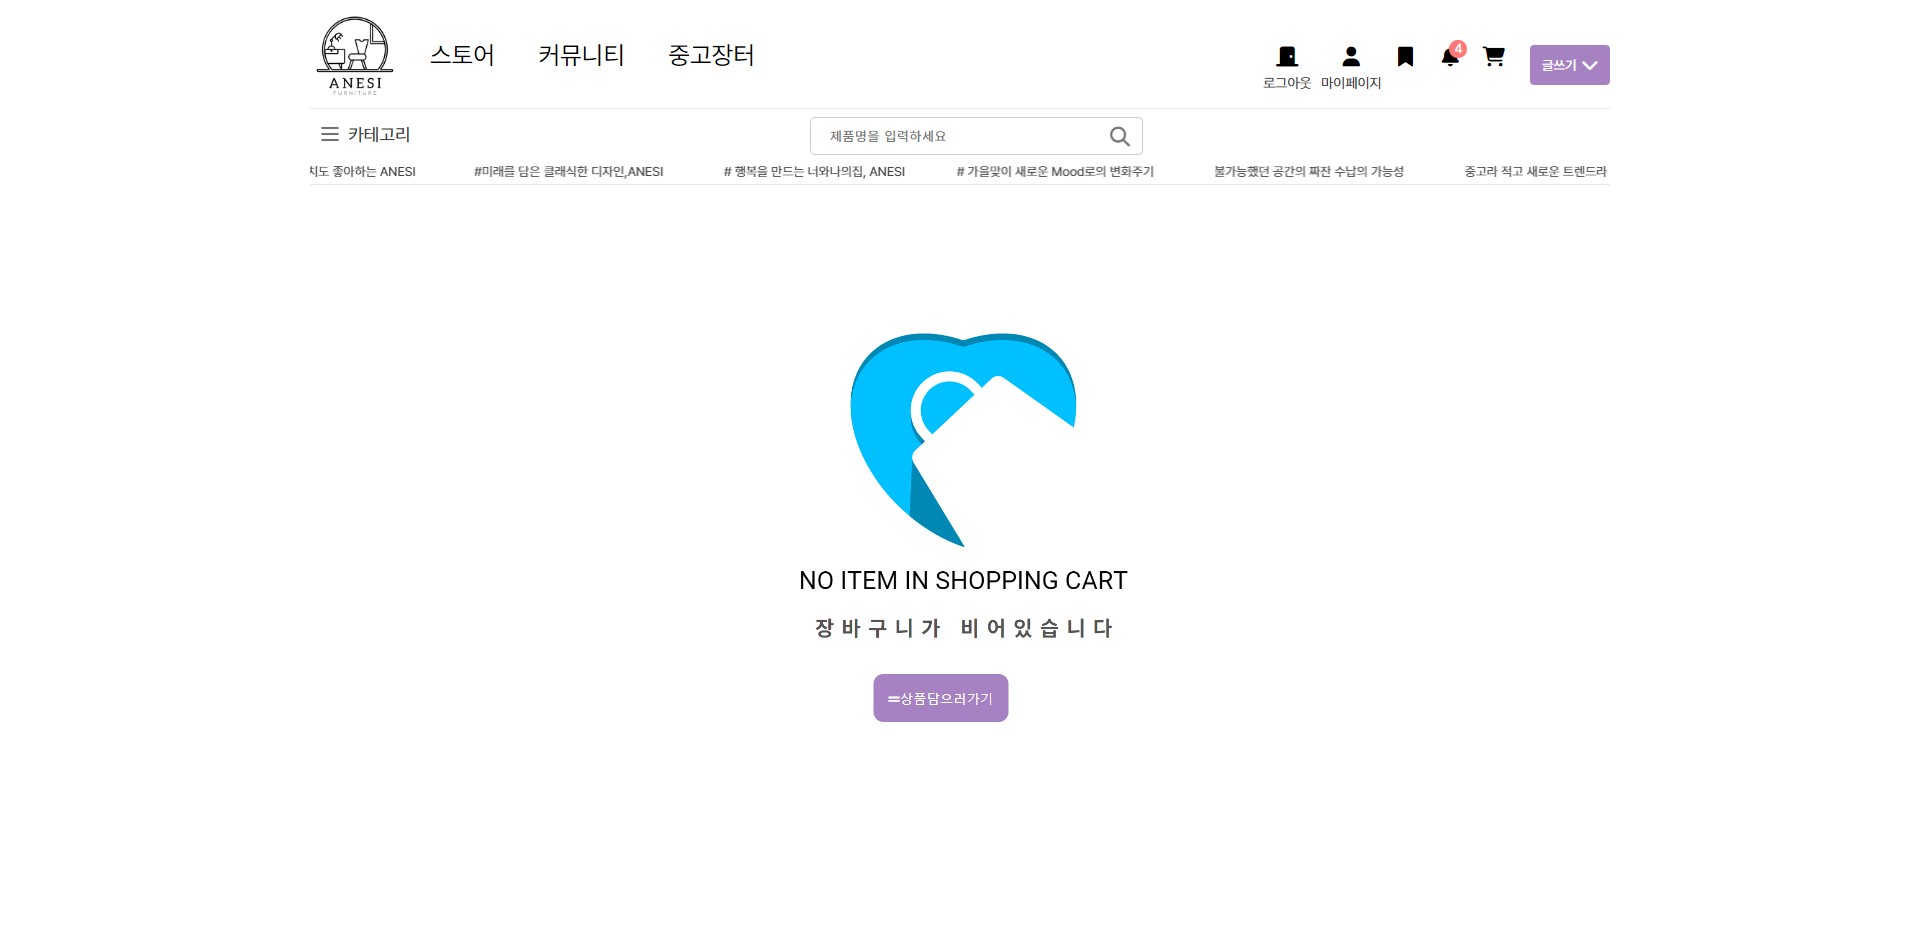 ANESI
FURNITURE
스토어
커뮤니티
중고장터
로그아웃
마이페이지
4
글쓰기
카테고리
제품명을 입력하세요
치도 좋아하는 ANESI
#미래를 담은 클래식한 디자인,ANESI
# 행복을 만드는 너와나의집, ANESI
# 가을맞이 새로운 Mood로의 변화주기
불가능했던 공간의 짜잔 수납의 가능성
중고라 적고 새로운 트렌드라
NO ITEM IN SHOPPING CART
장바구니가 비어있습니다
=상품담으러가기